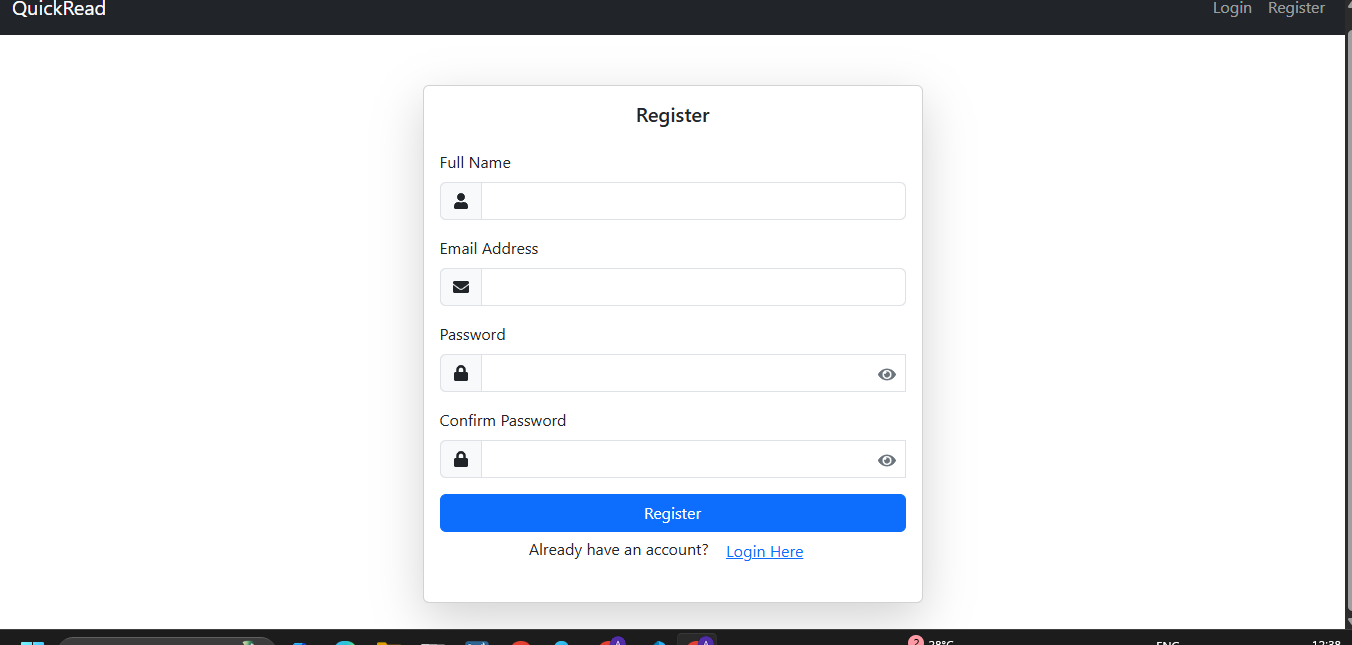 QuickRead Login Register
Register
Full Name
Email Address
Password
Confirm Password
Register
Already have an account? Login Here
2 28°C ENG 12:38